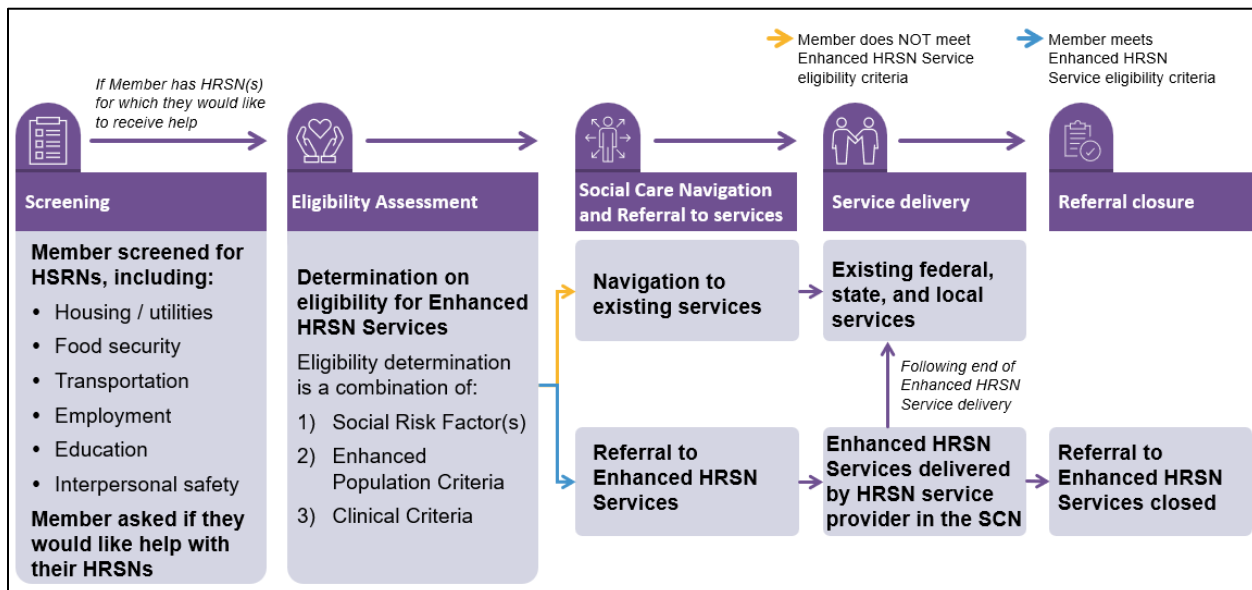 Member does NOT meet
Enhanced HRSN Service
eligibility criteria
Member meets
Enhanced HRSN
Service eligibility criteria
If Member has HRSN(s)
for which they would like
to receive help
Screening
Member screened for
HSRNs, including:
• Housing / utilities
• Food security
• Transportation
• Employment
• Education
• Interpersonal safety
Member asked if they
would like help with
their HRSNs
Eligibility Assessment
Determination on
eligibility for Enhanced
HRSN Services
Eligibility determination
is a combination of:
1) Social Risk Factor(s)
2) Enhanced
Population Criteria
3) Clinical Criteria
Social Care Navigation
and Referral to services
Navigation to
existing services
Referral to
Enhanced HRSN
Services
Service delivery
Existing federal,
state, and local
services
Following end of
Enhanced HRSN
Service delivery
Enhanced HRSN
Services delivered
by HRSN service
provider in the SCN
Referral closure
Referral to
Enhanced HRSN
Services closed